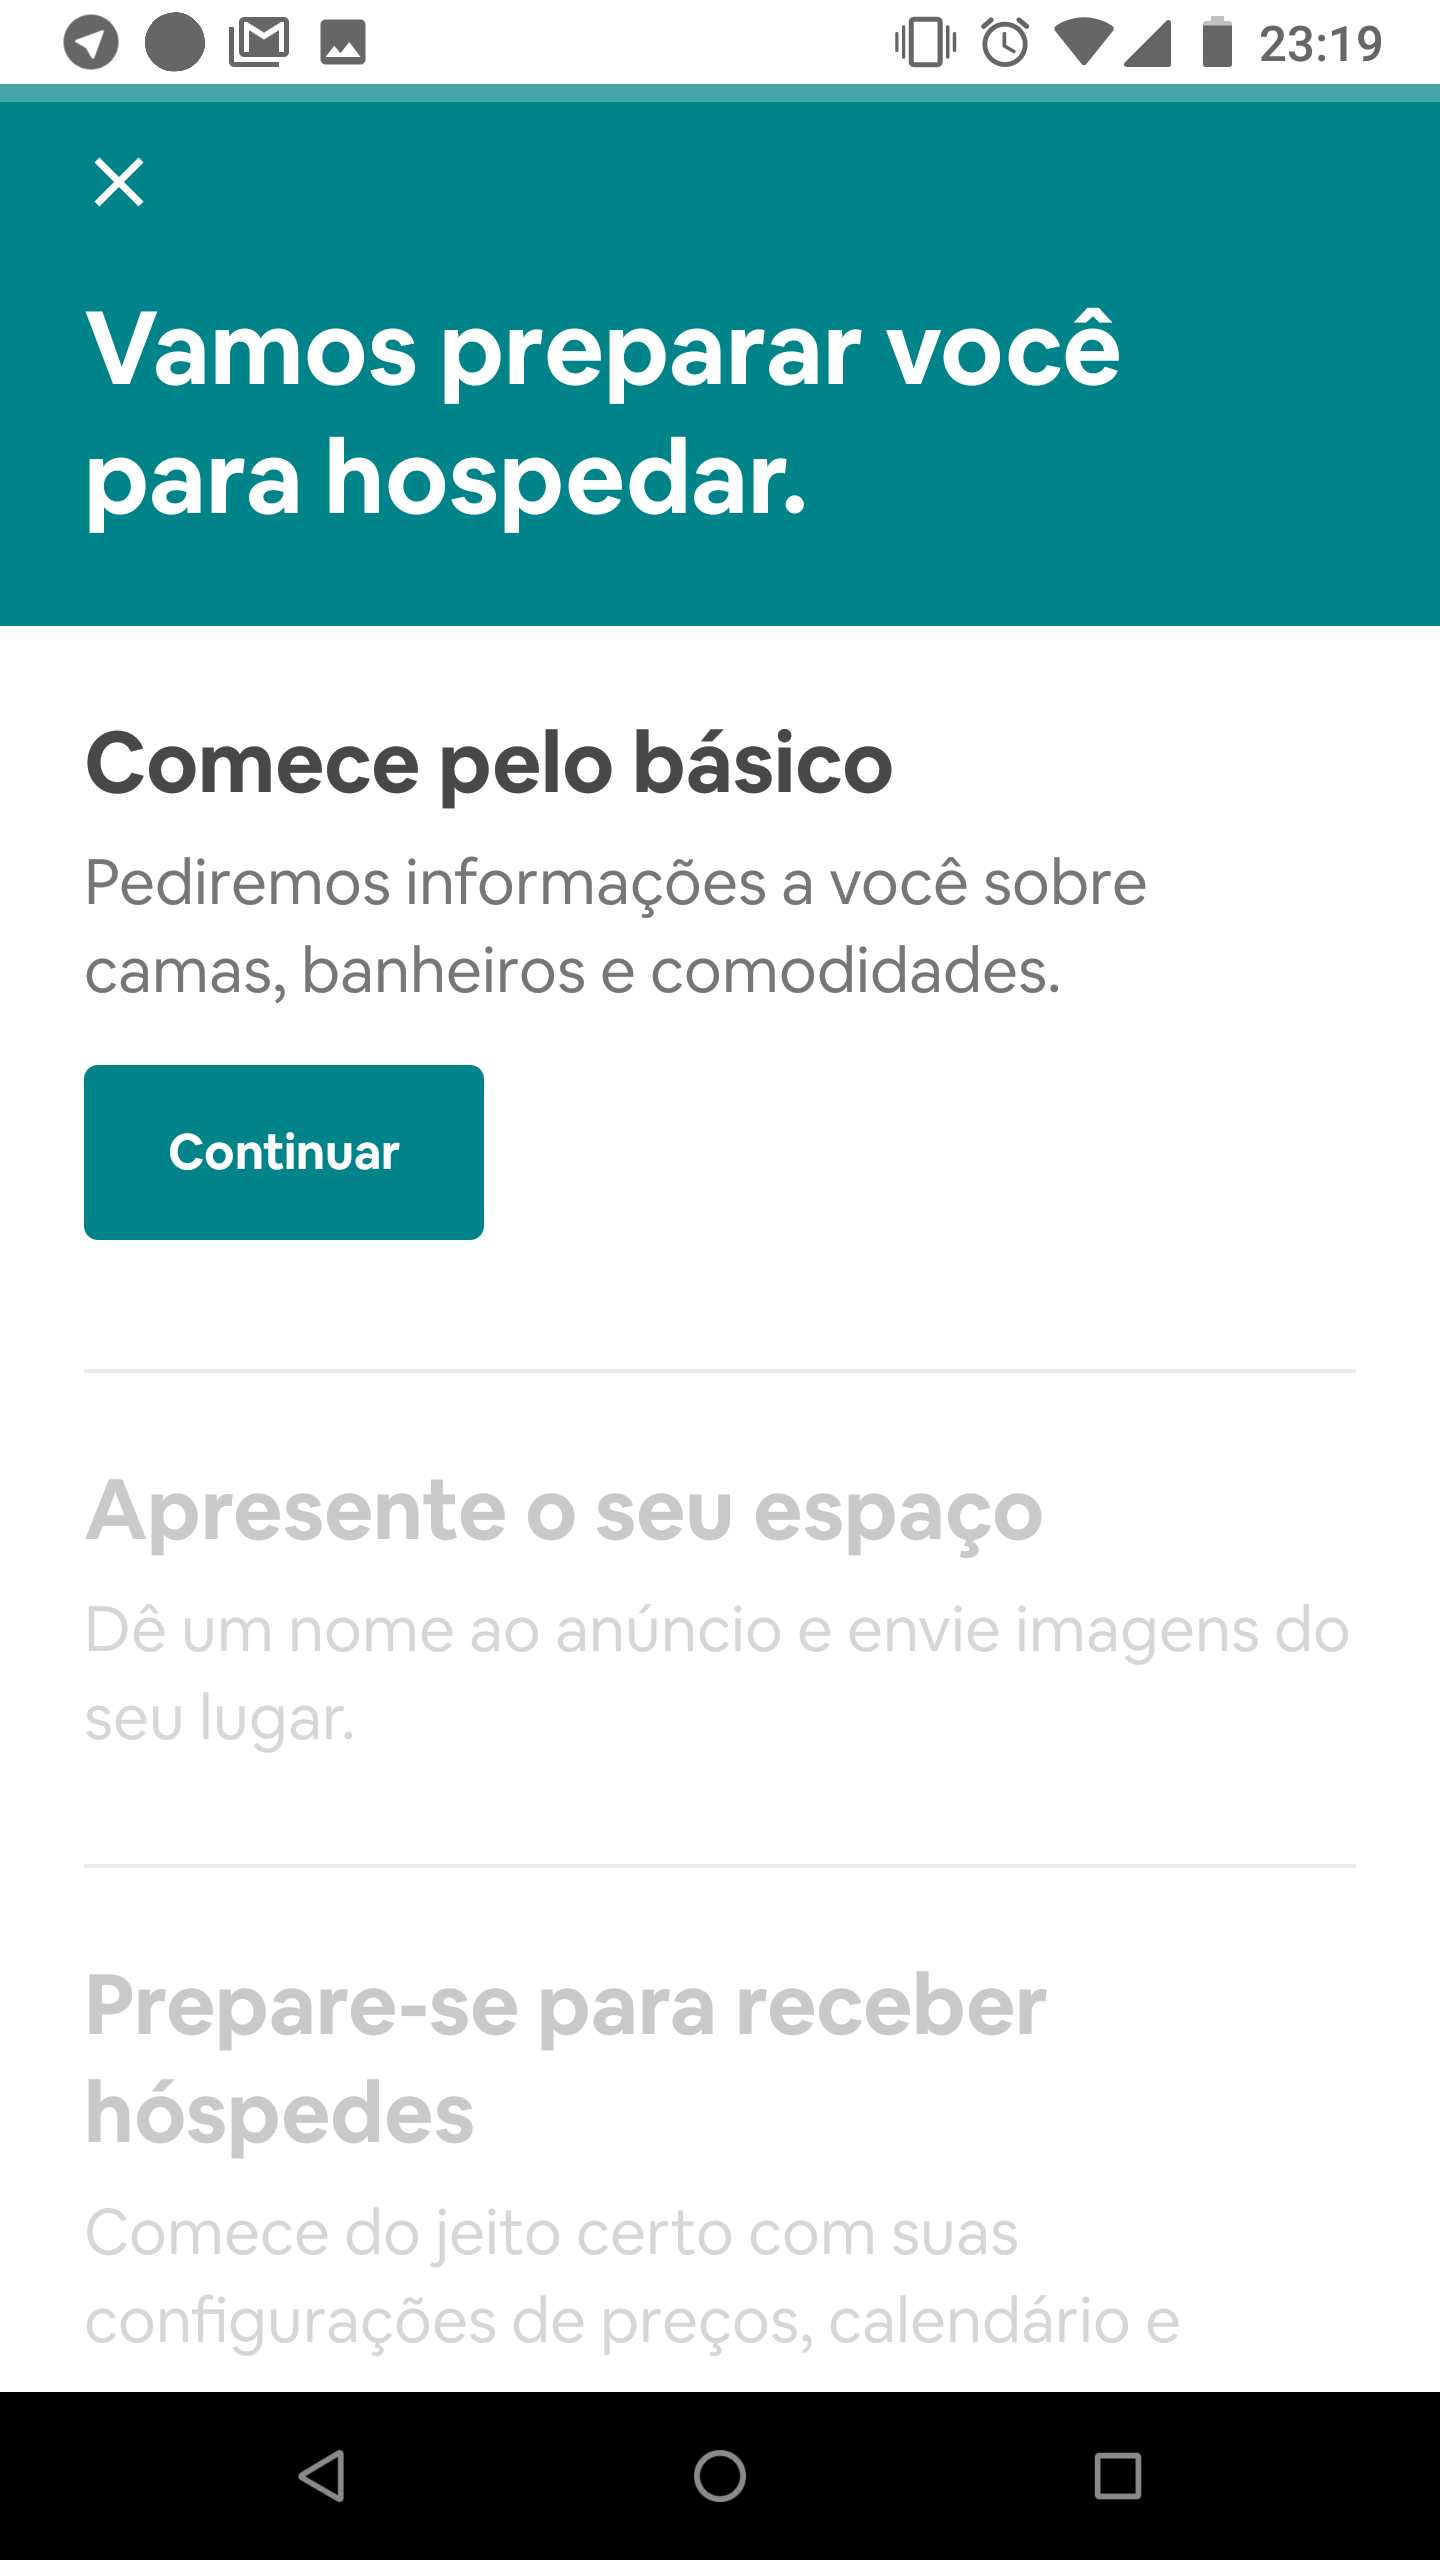 23:19
Vamos preparar você
para hospedar.
Comece pelo básico
Pediremos informações a você sobre
camas, banheiros e comodidades.
Continuar
Apresente o seu espaço
Dê um nome ao anúncio e envie imagens do
seu lugar.
Prepare-se para receber
hóspedes
Comece do jeito certo com suas
configurações de preços, calendário e